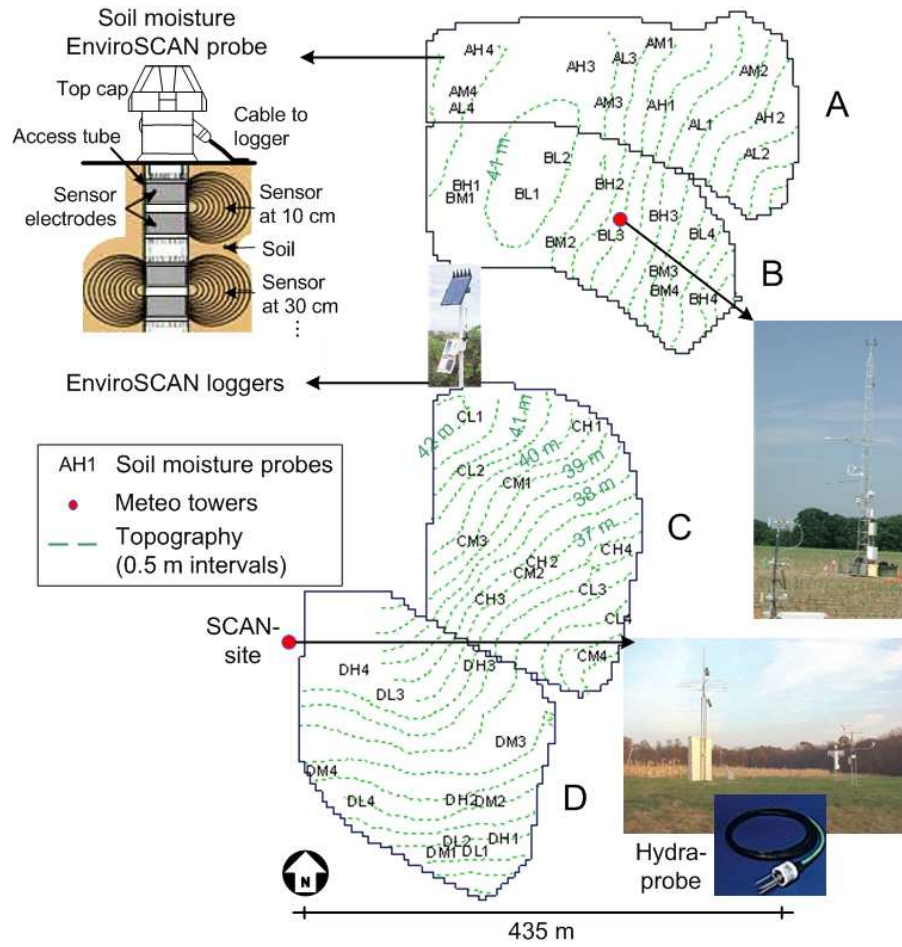 Soil moisture
EnviroSCAN probe
Top cap
Cable to
logger
Access tube
Sensor
electrodes
Sensor
at 10 cm
Soil
Sensor
at 30 cm
...
AH4
AM4
AL4
AH3
AL3
AM1
AM3
AH1
AM2
AL1
AH2
AL2
A
41 m
BL2
BH1
BM1
BL1
BH2
BH3
BM2
BL3
BL4
BM3
BM4
BH4
B
EnviroSCAN loggers
AH1 Soil moisture probes
Meteo towers
Topography
(0.5 m intervals)
42 m
41 m
40 m
39 m
38 m
37 m
CL1
CH1
CL2
CM1
CM3
CH2
CM2
CH4
CH3
CL3
CL4
CM4
C
SCAN-
site
DH3
DH4
DL3
DM3
DM4
DL4
DH2
DM2
DL2
DH1
DM1
DL1
D
N
Hydra-
probe
435 m